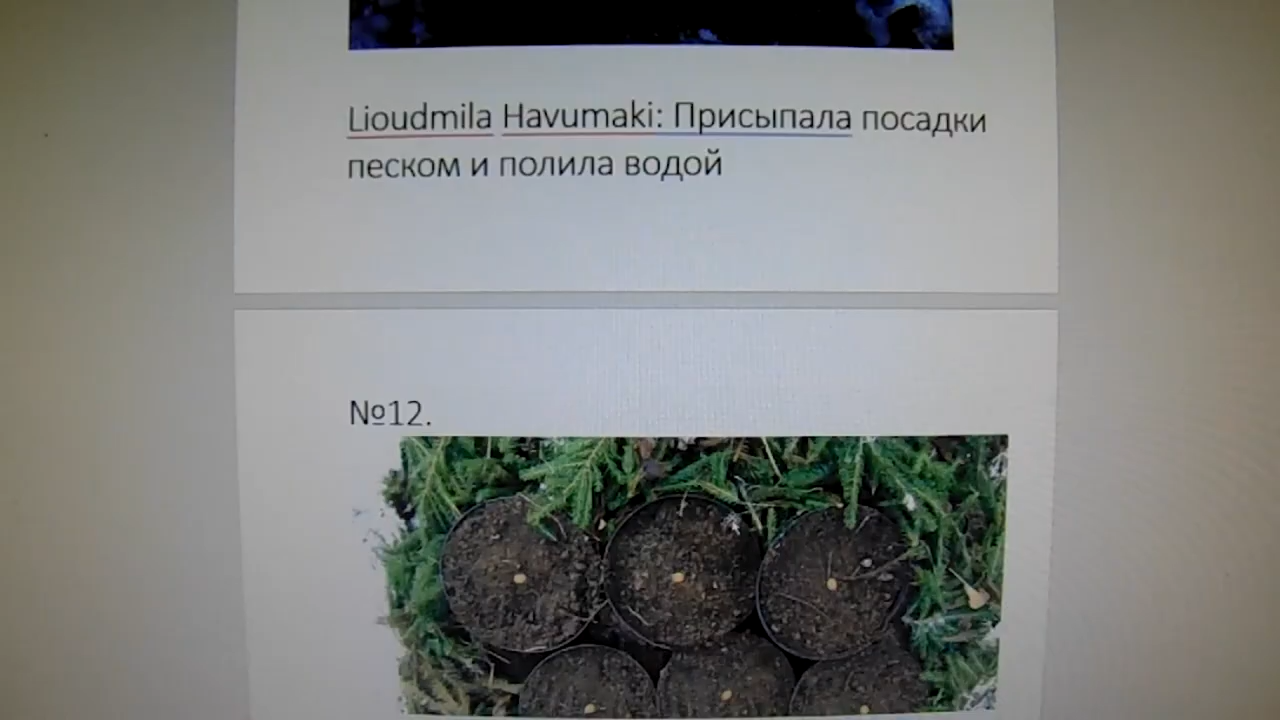 Lioudmila Havumaki: Присыпала посадки
песком и полила водой
№12.